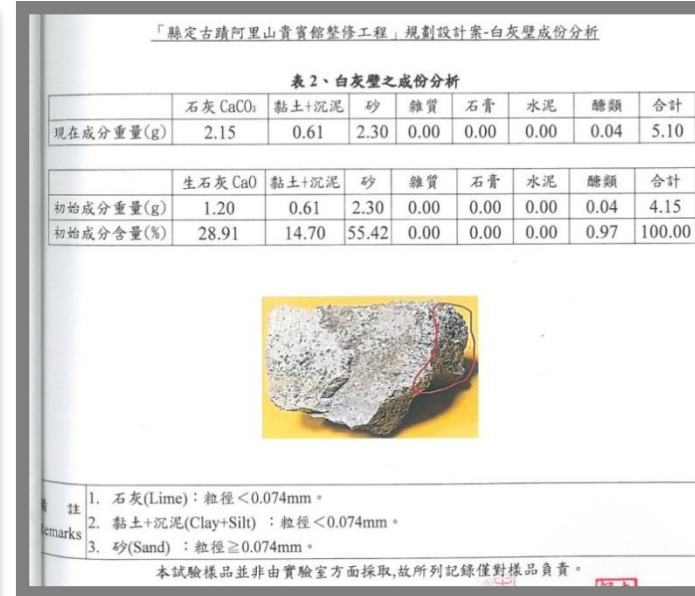 「縣定古蹟阿里山貴賓館整修工程」規劃設計案-白灰壁成份分析
表 2、白灰壁之成份分析
石灰 CaCO₃ 黏土+沉泥 砂 雜質 石膏 水泥 醣類 合計
現在成分重量(g) 2.15 0.61 2.30 0.00 0.00 0.00 0.04 5.10
生石灰 CaO 黏土+沉泥 砂 雜質 石膏 水泥 醣類 合計
初始成分重量(g) 1.20 0.61 2.30 0.00 0.00 0.00 0.04 4.15
初始成分含量(%) 28.91 14.70 55.42 0.00 0.00 0.00 0.97 100.00
註 1. 石灰(Lime)：粒徑＜0.074mm。
emarks 2. 黏土+沉泥(Clay+Silt) ：粒徑＜0.074mm。
3. 砂(Sand) ：粒徑≧0.074mm。
本試驗樣品並非由實驗室方面採取,故所列記錄僅對樣品負責。